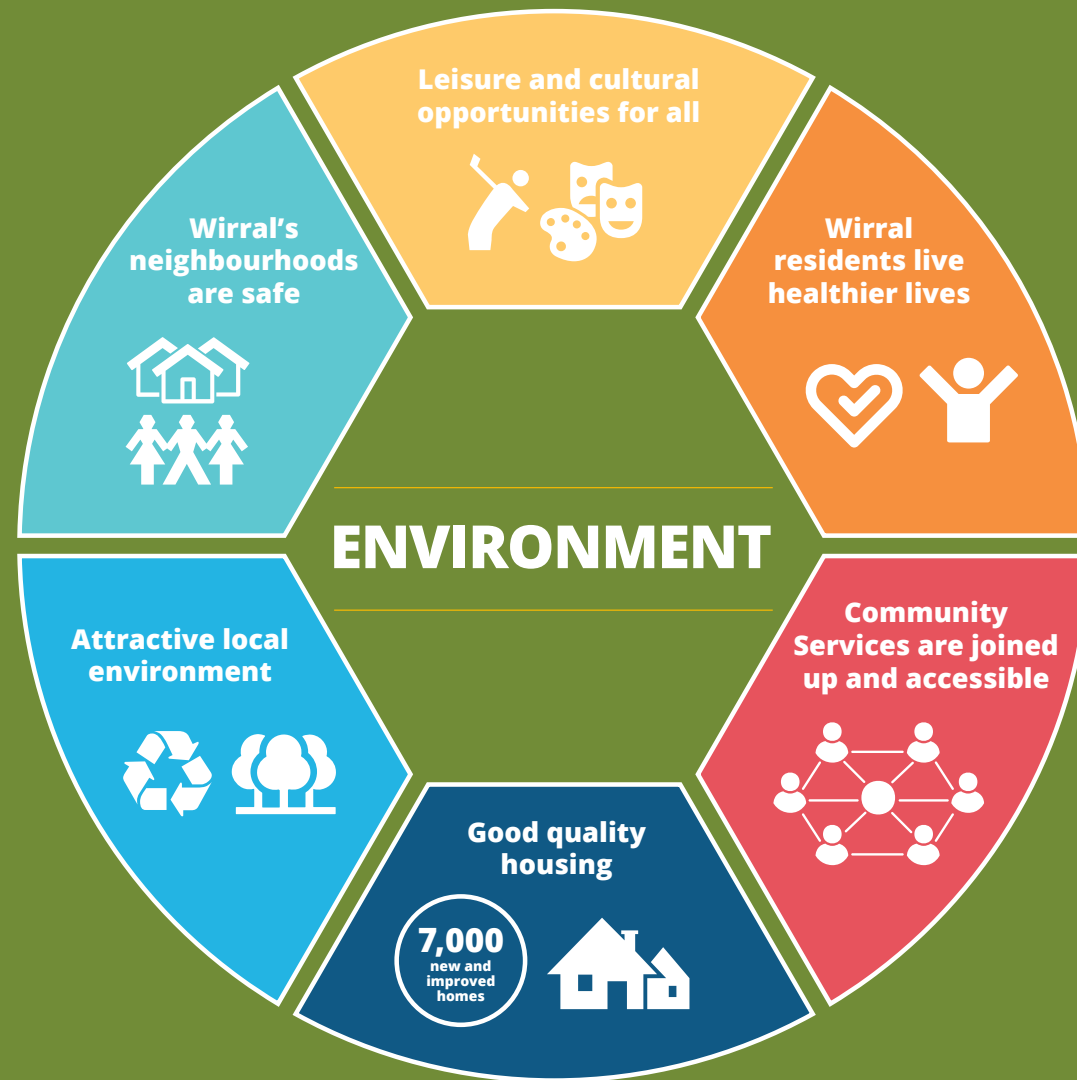 Leisure and cultural
opportunities for all
Wirral's
neighbourhoods
are safe
Wirral
residents live
healthier lives
ENVIRONMENT
Attractive local
environment
Community
Services are joined
up and accessible
Good quality
housing
7,000
new and
improved
homes